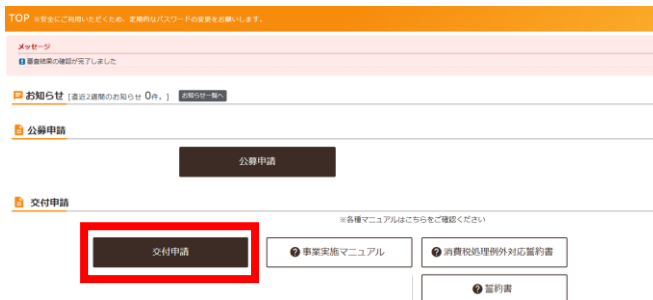 TOP ※安全にご利用いただくため、定期的なパスワードの変更をお願いします。
メッセージ
審査結果の確認が完了しました
お知らせ [直近2週間のお知らせ 0件。] お知らせ一覧へ
公募申請
公募申請
交付申請
※各種マニュアルはこちらをご確認ください
交付申請 事業実施マニュアル 消費税処理例外対応誓約書
誓約書